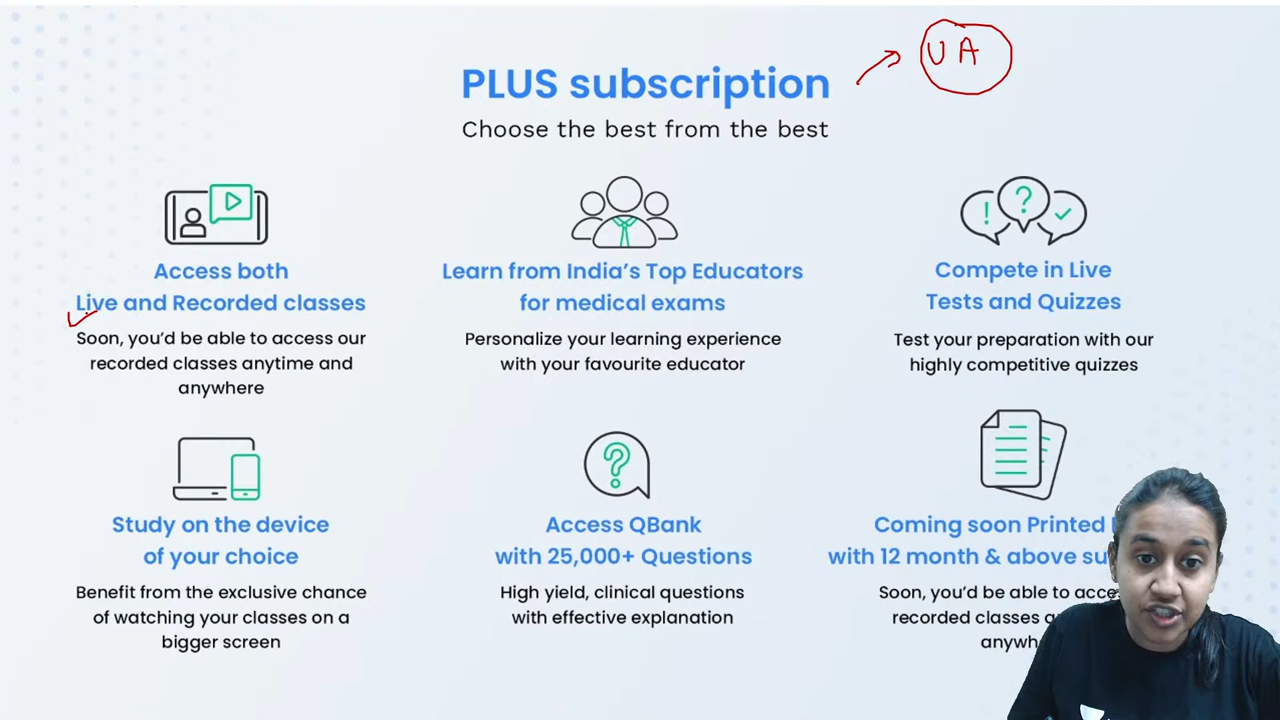 UA
PLUS subscription
Choose the best from the best
Access both
Live and Recorded classes
Soon, you'd be able to access our
recorded classes anytime and
anywhere
Learn from India's Top Educators
for medical exams
Personalize your learning experience
with your favourite educator
Compete in Live
Tests and Quizzes
Test your preparation with our
highly competitive quizzes
Study on the device
of your choice
Benefit from the exclusive chance
of watching your classes on a
bigger screen
Access QBank
with 25,000+ Questions
High yield, clinical questions
with effective explanation
Coming soon Printed
with 12 month & above
Soon, you'd be able to
recorded classes